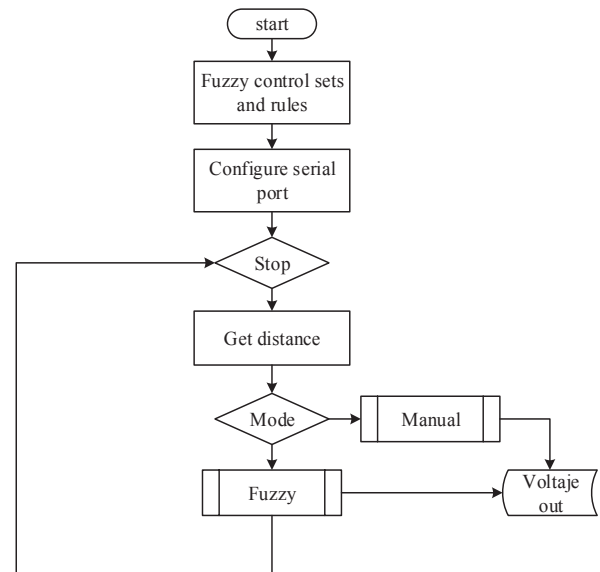 start
Fuzzy control sets
and rules
Configure serial
port
Stop
Get distance
Mode
Manual
Fuzzy
Voltaje
out